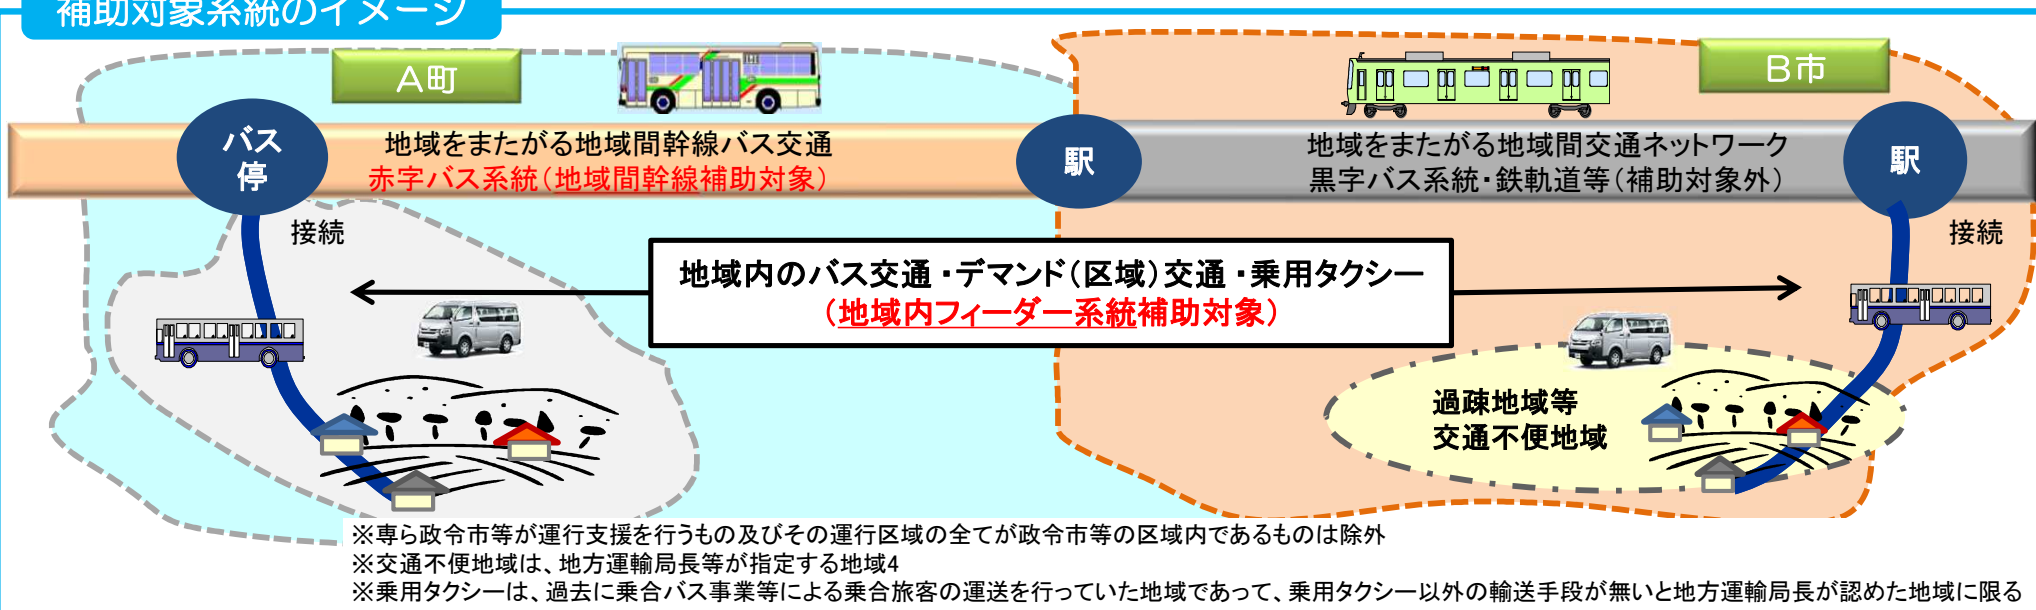 補助対象系統のイメージ
A町
B市
バス停
地域をまたがる地域間幹線バス交通
赤字バス系統（地域間幹線補助対象）
駅
地域をまたがる地域間交通ネットワーク
黒字バス系統・鉄軌道等（補助対象外）
駅
接続
接続
地域内のバス交通・デマンド（区域）交通・乗用タクシー
（地域内フィーダー系統補助対象）
過疎地域等
交通不便地域
※専ら政令市等が運行支援を行うもの及びその運行区域の全てが政令市等の区域内であるものは除外
※交通不便地域は、地方運輸局長等が指定する地域4
※乗用タクシーは、過去に乗合バス事業等による乗合旅客の運送を行っていた地域であって、乗用タクシー以外の輸送手段が無いと地方運輸局長が認めた地域に限る